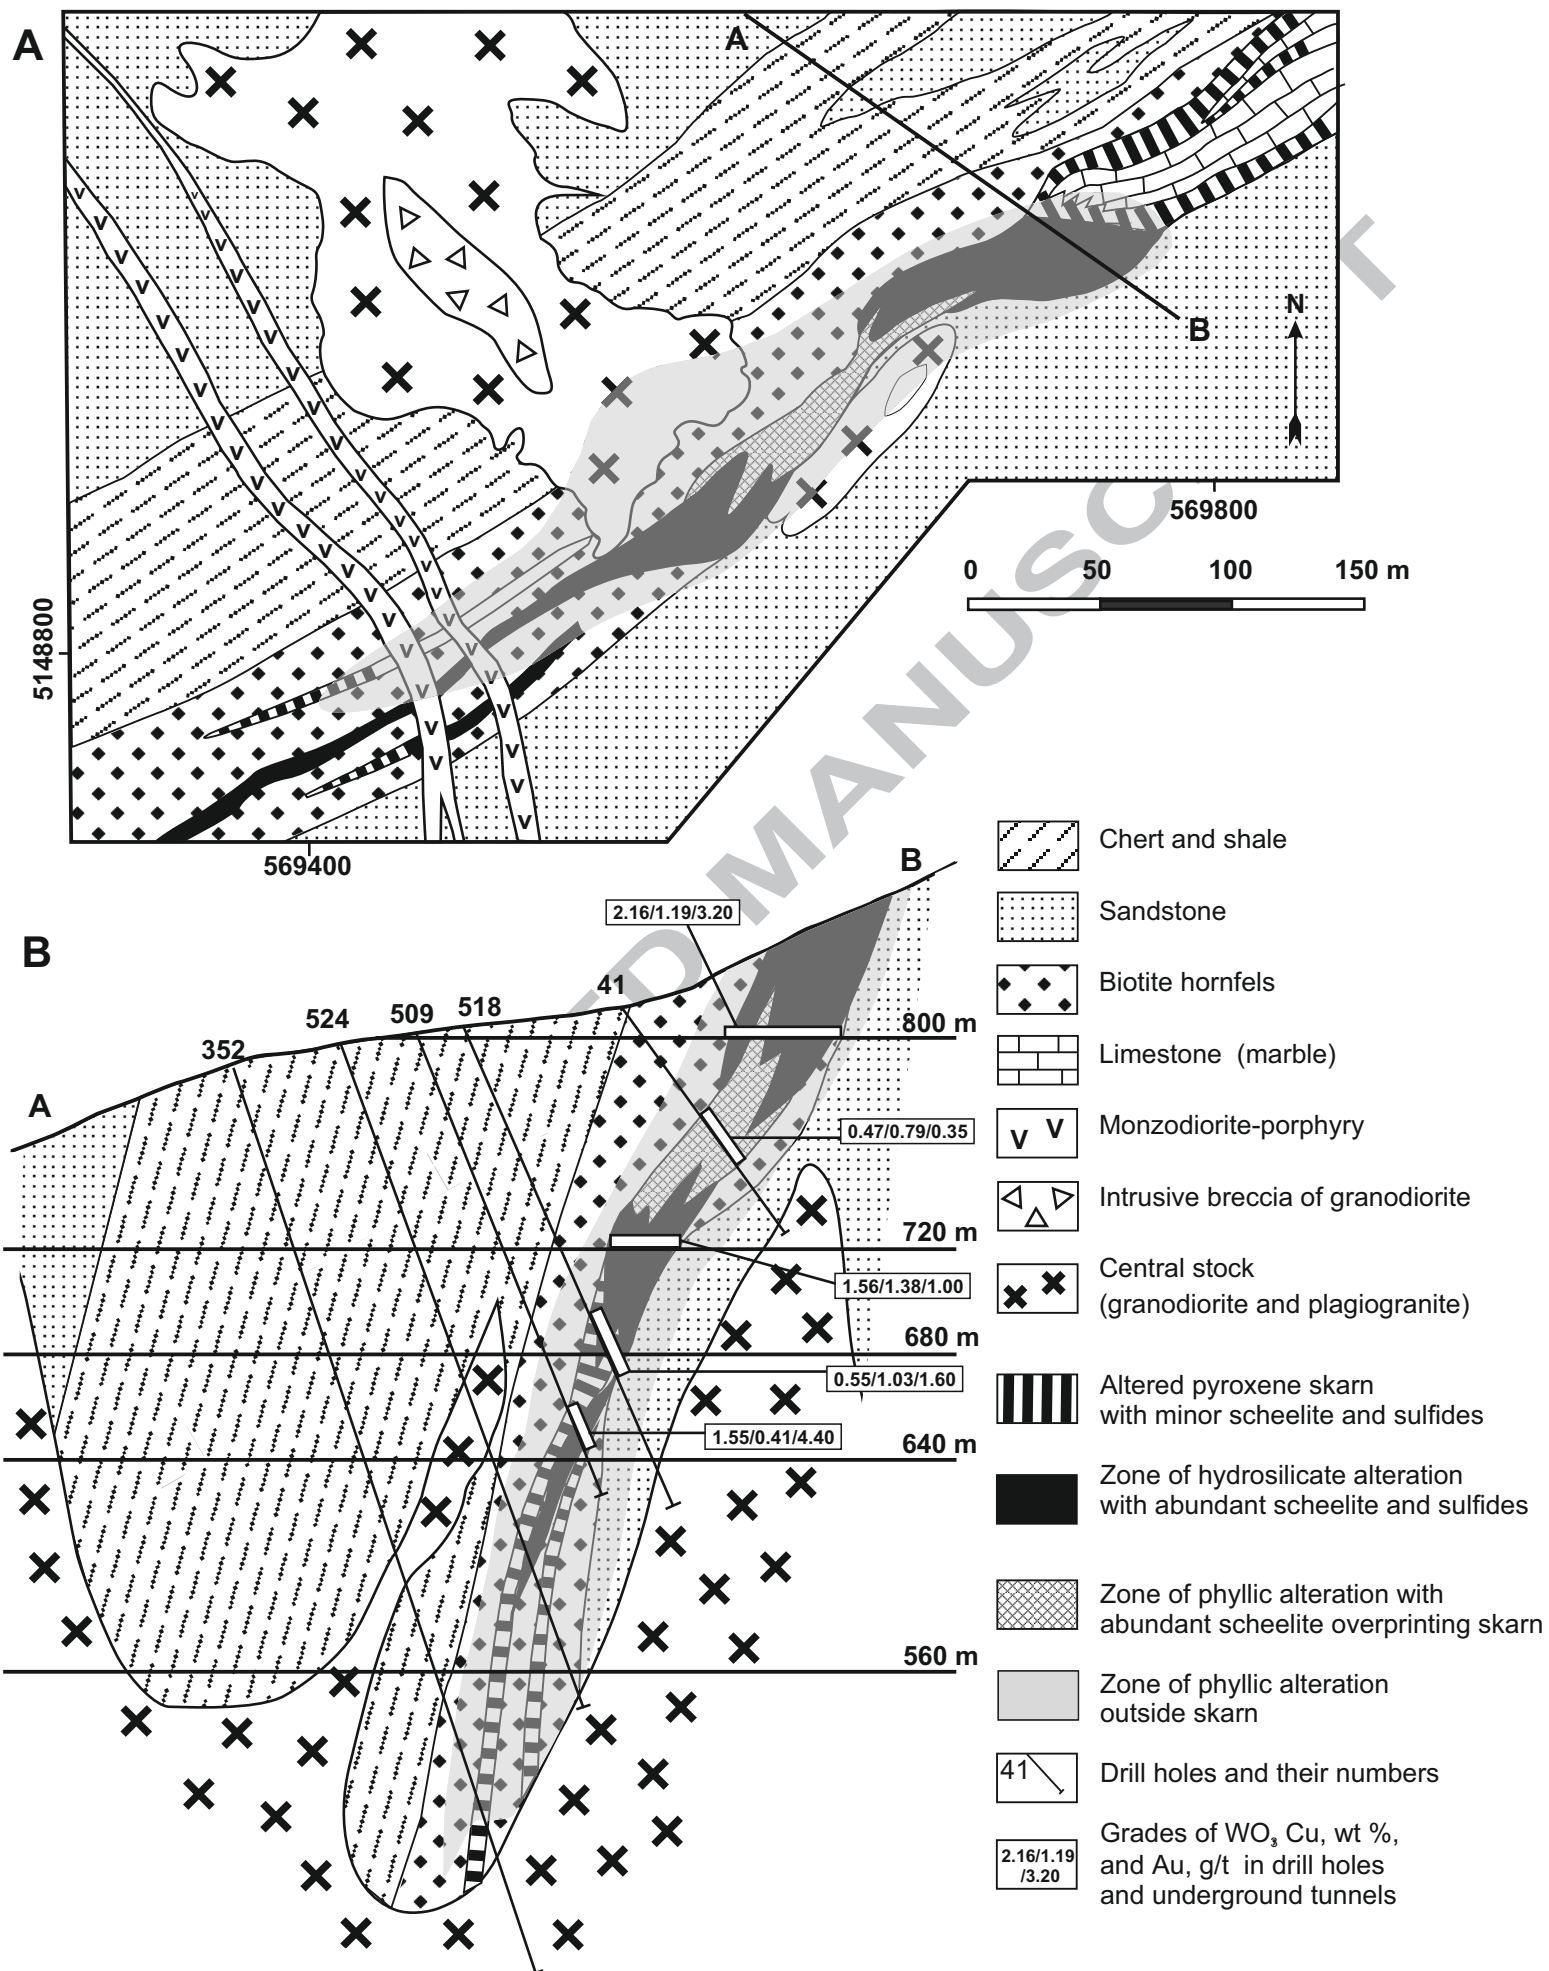 A
A
B
N
569800
0 50 100 150 m
5148800
569400
V V
B
B
2.16/1.19/3.20
41
518
509
524
352
A
800 m
0.47/0.79/0.35
720 m
1.56/1.38/1.00
680 m
0.55/1.03/1.60
1.55/0.41/4.40
640 m
560 m
Chert and shale
Sandstone
Biotite hornfels
Limestone (marble)
Monzodiorite-porphyry
Intrusive breccia of granodiorite
Central stock
(granodiorite and plagiogranite)
Altered pyroxene skarn
with minor scheelite and sulfides
Zone of hydrosilicate alteration
with abundant scheelite and sulfides
Zone of phyllic alteration with
abundant scheelite overprinting skarn
Zone of phyllic alteration
outside skarn
41
Drill holes and their numbers
2.16/1.19
/3.20
Grades of WO₃ Cu, wt %,
and Au, g/t in drill holes
and underground tunnels
ED MANUSC T